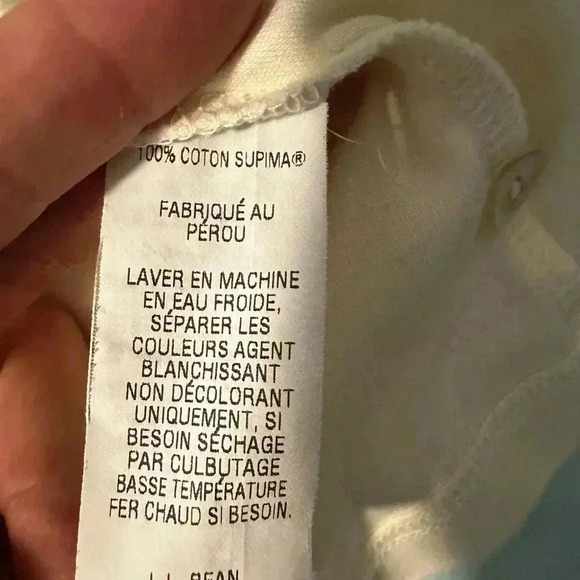 100% COTON SUPIMA®
FABRIQUÉ AU
PÉROU
LAVER EN MACHINE
EN EAU FROIDE,
SÉPARER LES
COULEURS AGENT
BLANCHISSANT
NON DÉCOLORANT
UNIQUEMENT, SI
BESOIN SÉCHAGE
PAR CULBUTAGE
BASSE TEMPÉRATURE
FER CHAUD SI BESOIN.
L.L. BEAN